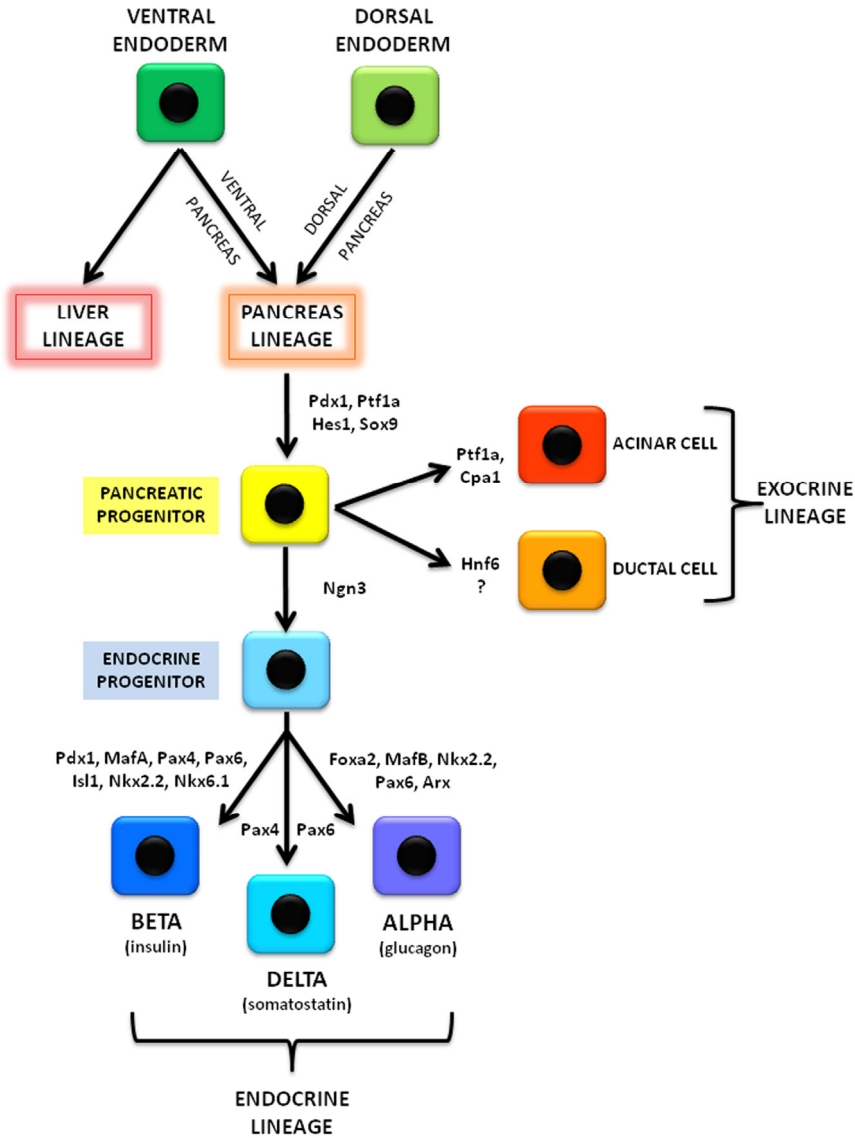 VENTRAL
ENDODERM
DORSAL
ENDODERM
VENTRAL
PANCREAS
DORSAL
PANCREAS
LIVER
LINEAGE
PANCREAS
LINEAGE
Pdx1, Ptf1a
Hes1, Sox9
PANCREATIC
PROGENITOR
Ptf1a,
Cpa1
ACINAR CELL
Hnf6
?
DUCTAL CELL
EXOCRINE
LINEAGE
Ngn3
ENDOCRINE
PROGENITOR
Pdx1, MafA, Pax4, Pax6,
Isl1, Nkx2.2, Nkx6.1
Foxa2, MafB, Nkx2.2,
Pax6, Arx
Pax4
Pax6
BETA
(insulin)
DELTA
(somatostatin)
ALPHA
(glucagon)
ENDOCRINE
LINEAGE